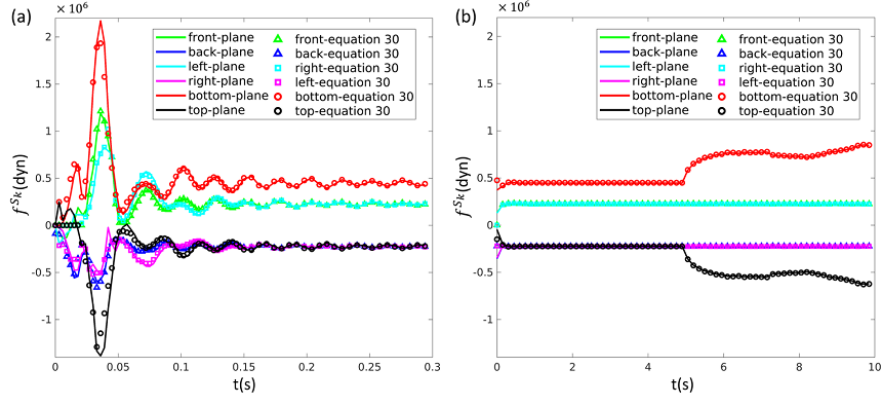 (a)
× 10⁶
front-plane
back-plane
left-plane
right-plane
bottom-plane
top-plane
front-equation 30
back-equation 30
right-equation 30
left-equation 30
bottom-equation 30
top-equation 30
2
1.5
1
0.5
0
-0.5
-1
f^{S_k}(dyn)
0
0.05
0.1
0.15
0.2
0.25
0.3
t(s)
(b)
× 10⁶
front-plane
back-plane
left-plane
right-plane
bottom-plane
top-plane
front-equation 30
back-equation 30
right-equation 30
left-equation 30
bottom-equation 30
top-equation 30
2
1.5
1
0.5
0
-0.5
-1
f^{S_k}(dyn)
0
2
4
6
8
10
t(s)